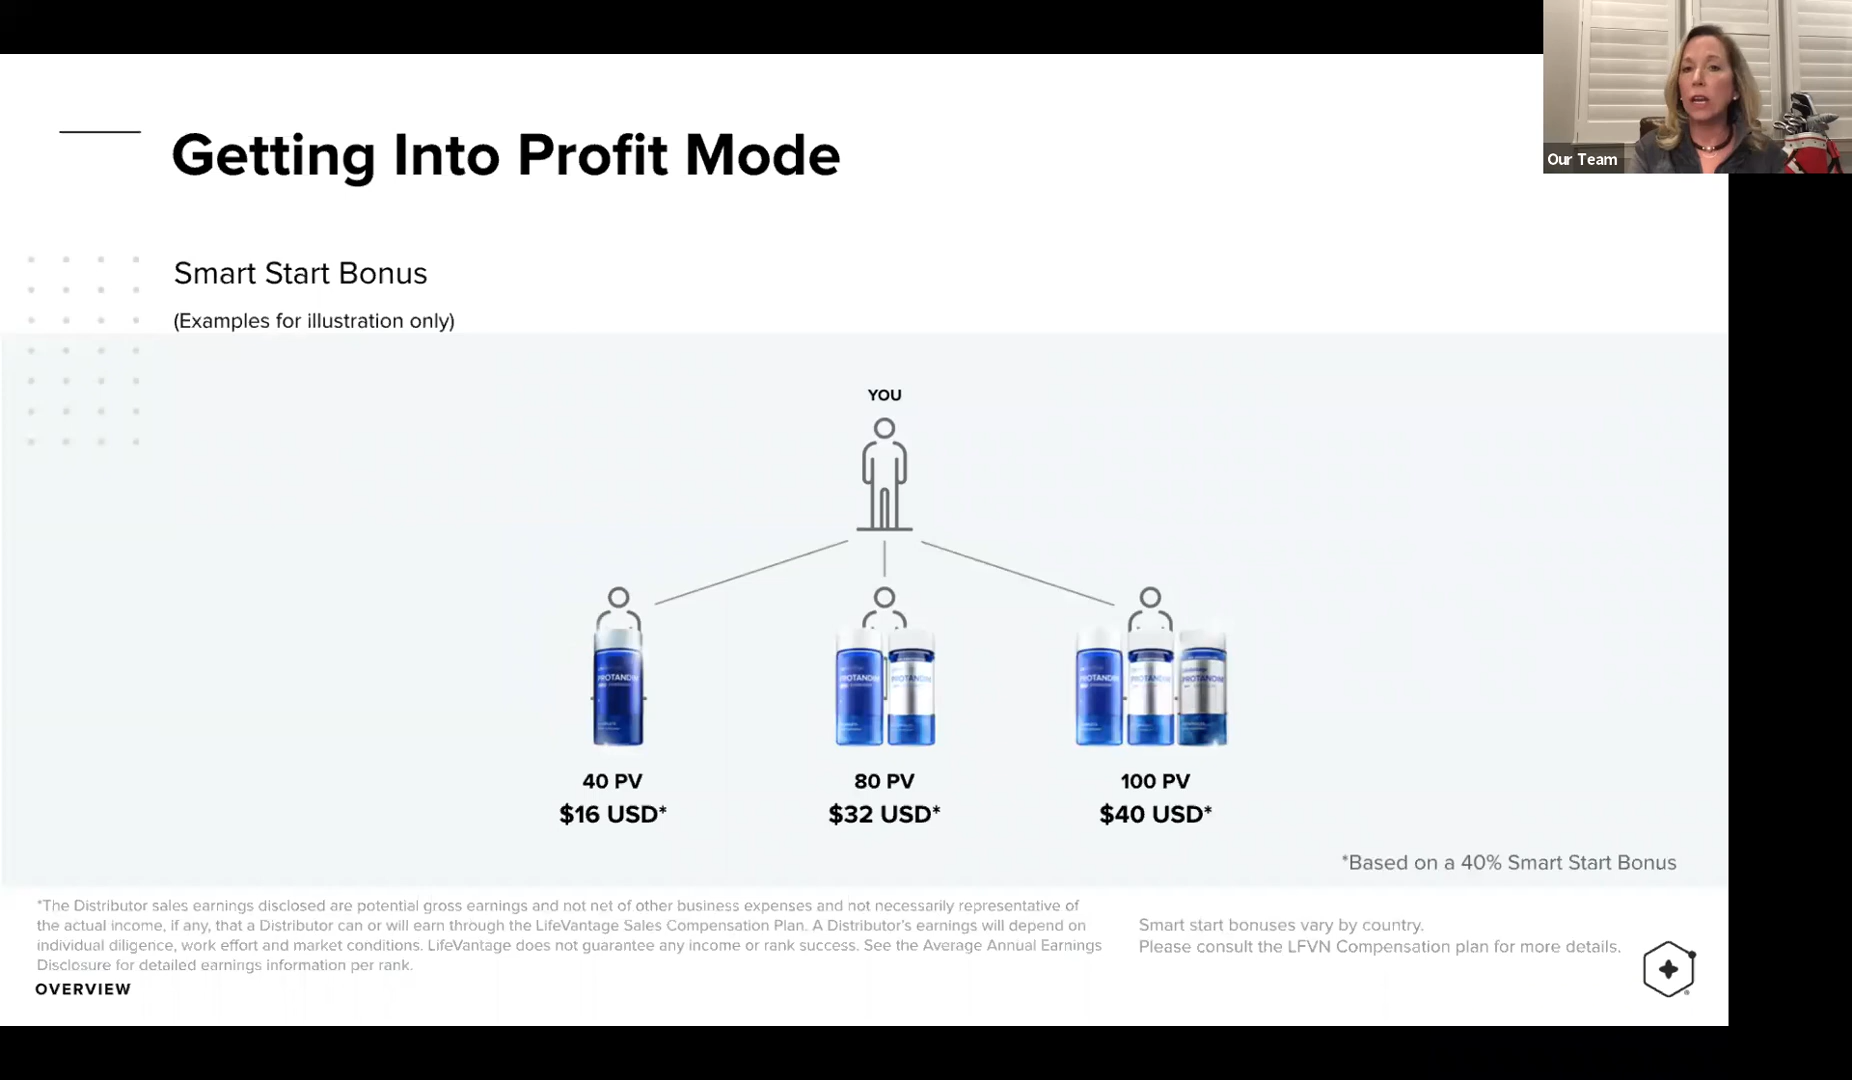 Our Team
Getting Into Profit Mode
Smart Start Bonus
(Examples for illustration only)
YOU
PROTANDIM
PROTANDIM
PROTANDIM
PROTANDIM
PROTANDIM
PROTANDIM
40 PV
$16 USD*
80 PV
$32 USD*
100 PV
$40 USD*
*Based on a 40% Smart Start Bonus
*The Distributor sales earnings disclosed are potential gross earnings and not net of other business expenses and not necessarily representative of
the actual income, if any, that a Distributor can or will earn through the LifeVantage Sales Compensation Plan. A Distributor's earnings will depend on
individual diligence, work effort and market conditions. LifeVantage does not guarantee any income or rank success. See the Average Annual Earnings
Disclosure for detailed earnings information per rank.
Smart start bonuses vary by country.
Please consult the LFVN Compensation plan for more details.
OVERVIEW